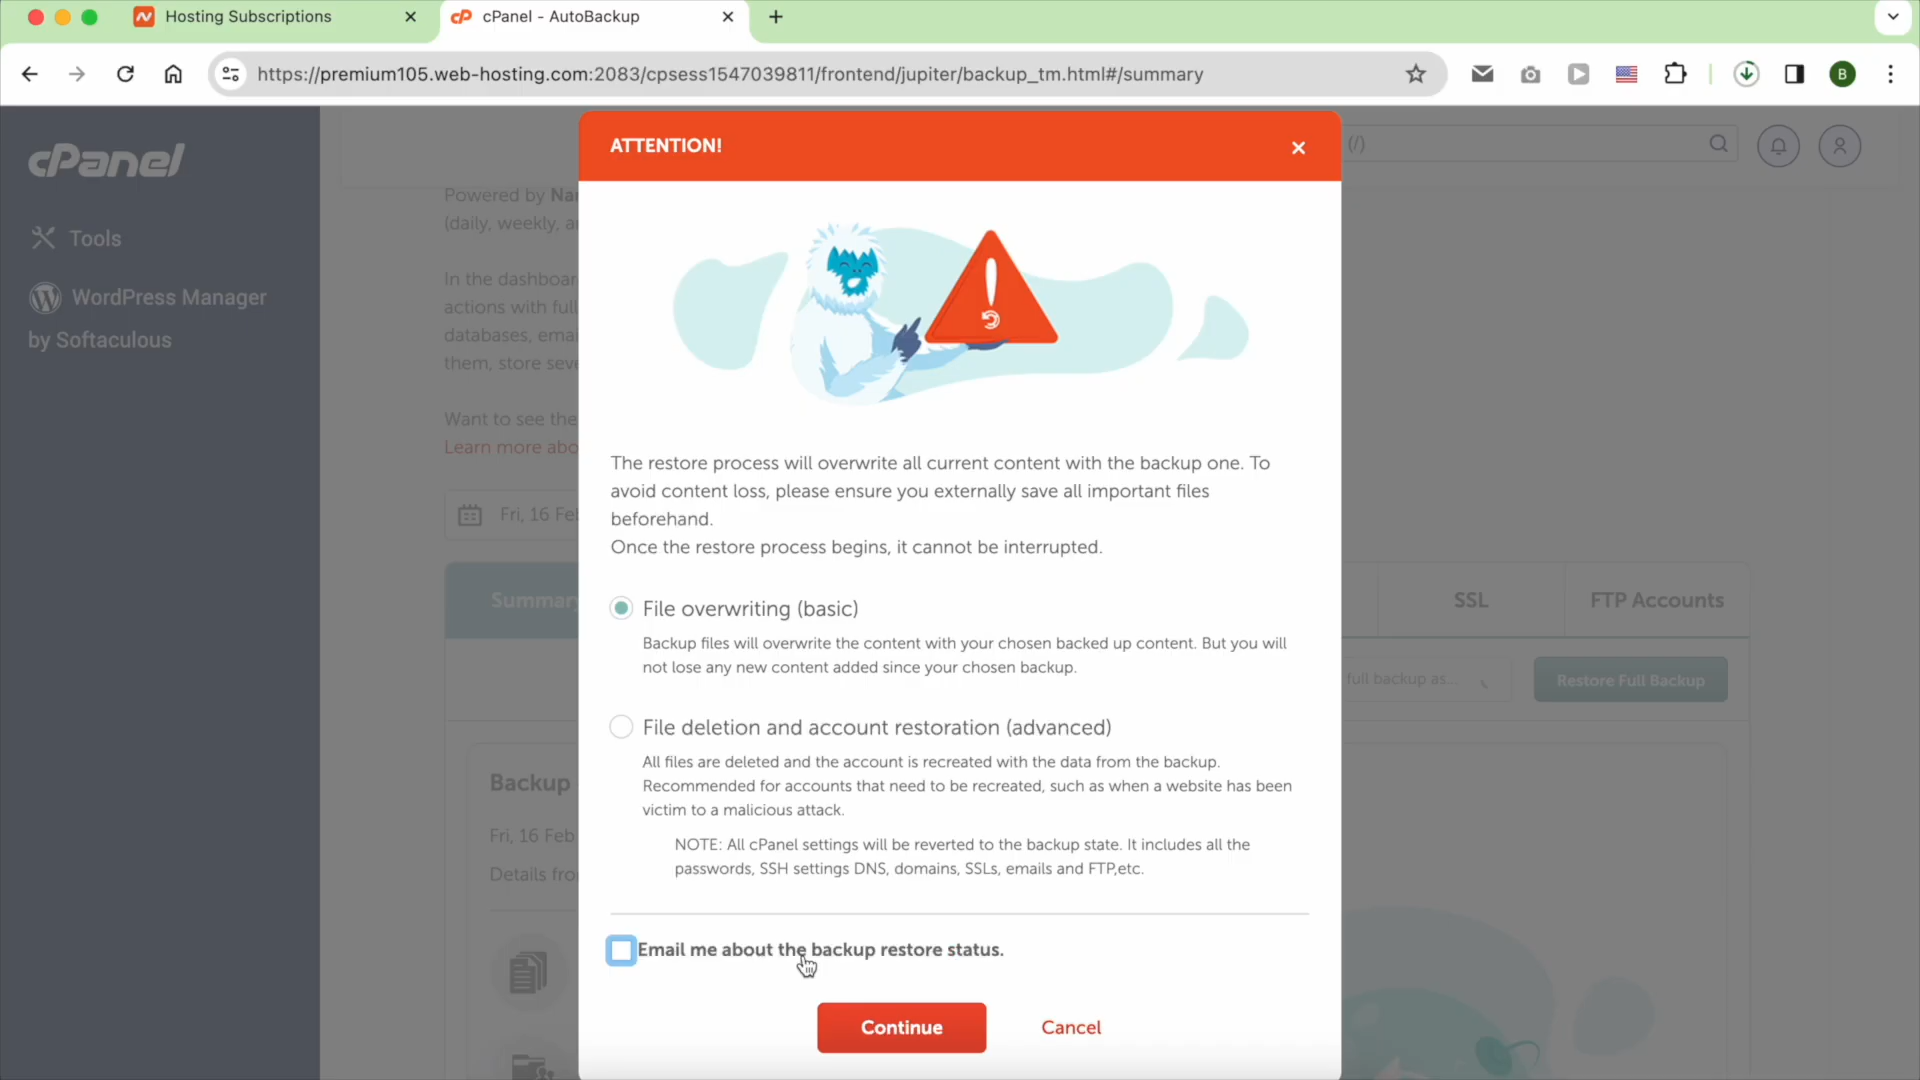 Hosting Subscriptions
cPanel - AutoBackup
https://premium105.web-hosting.com:2083/cpsess1547039811/frontend/jupiter/backup_tm.html#/summary
B
cPanel
Tools
WordPress Manager
by Softaculous
(/)
Powered by Na
(daily, weekly, a
In the dashboar
actions with full
databases, emai
them, store seve
Want to see the
Learn more abo
Fri, 16 Feb
Summary
SSL
FTP Accounts
full backup as...
Restore Full Backup
Backup
Fri, 16 Feb
Details fro
ATTENTION!
The restore process will overwrite all current content with the backup one. To
avoid content loss, please ensure you externally save all important files
beforehand.
Once the restore process begins, it cannot be interrupted.
File overwriting (basic)
Backup files will overwrite the content with your chosen backed up content. But you will
not lose any new content added since your chosen backup.
File deletion and account restoration (advanced)
All files are deleted and the account is recreated with the data from the backup.
Recommended for accounts that need to be recreated, such as when a website has been
victim to a malicious attack.
NOTE: All cPanel settings will be reverted to the backup state. It includes all the
passwords, SSH settings DNS, domains, SSLs, emails and FTP,etc.
Email me about the backup restore status.
Continue
Cancel